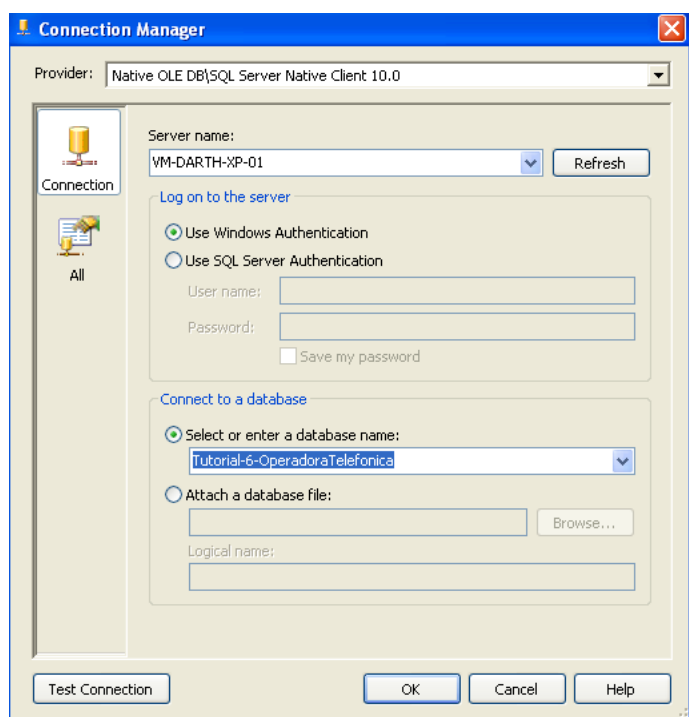 Connection Manager
Provider: Native OLE DB\SQL Server Native Client 10.0
Connection
All
Server name:
VM-DARTH-XP-01 Refresh
Log on to the server
Use Windows Authentication
Use SQL Server Authentication
User name:
Password:
Save my password
Connect to a database
Select or enter a database name:
Tutorial-6-OperadoraTelefonica
Attach a database file:
Browse...
Logical name:
Test Connection OK Cancel Help